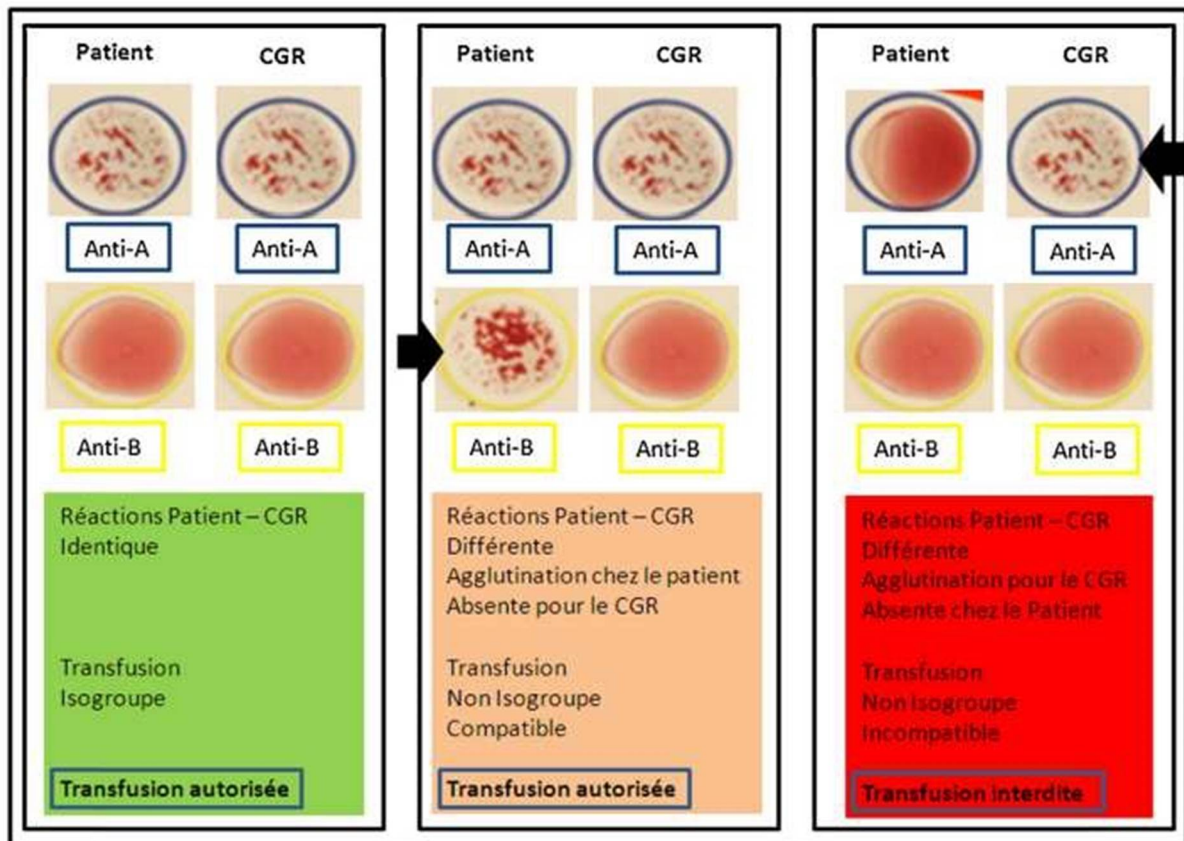 Patient CGR
Anti-A Anti-A
Anti-B Anti-B
Réactions Patient – CGR
Identique
Transfusion
Isogroupe
Transfusion autorisée
Patient CGR
Anti-A Anti-A
Anti-B Anti-B
Réactions Patient – CGR
Différente
Agglutination chez le patient
Absente pour le CGR
Transfusion
Non Isogroupe
Compatible
Transfusion autorisée
Patient CGR
Anti-A Anti-A
Anti-B Anti-B
Réactions Patient – CGR
Différente
Agglutination pour le CGR
Absente chez le Patient
Transfusion
Non Isogroupe
Incompatible
Transfusion interdite